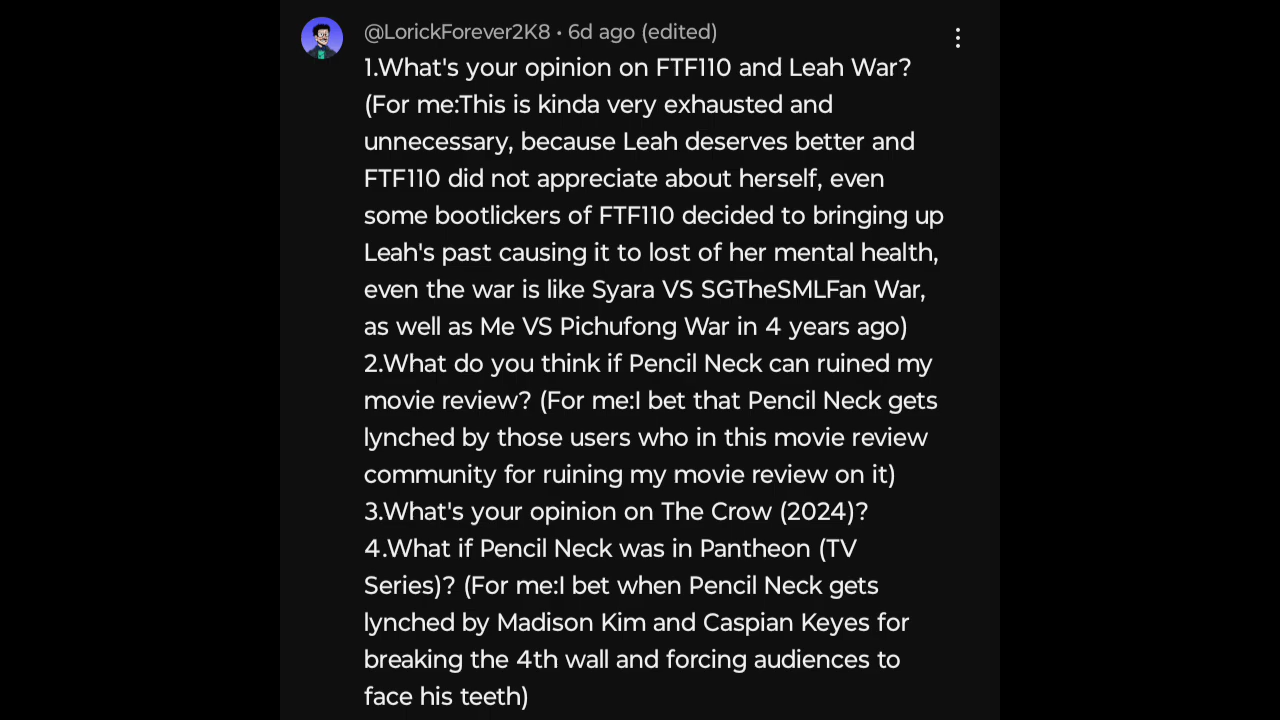 @LorickForever2K8 • 6d ago (edited)
1.What's your opinion on FTF110 and Leah War?
(For me:This is kinda very exhausted and
unnecessary, because Leah deserves better and
FTF110 did not appreciate about herself, even
some bootlickers of FTF110 decided to bringing up
Leah's past causing it to lost of her mental health,
even the war is like Syara VS SGTheSMLFan War,
as well as Me VS Pichufong War in 4 years ago)
2.What do you think if Pencil Neck can ruined my
movie review? (For me:I bet that Pencil Neck gets
lynched by those users who in this movie review
community for ruining my movie review on it)
3.What's your opinion on The Crow (2024)?
4.What if Pencil Neck was in Pantheon (TV
Series)? (For me:I bet when Pencil Neck gets
lynched by Madison Kim and Caspian Keyes for
breaking the 4th wall and forcing audiences to
face his teeth)